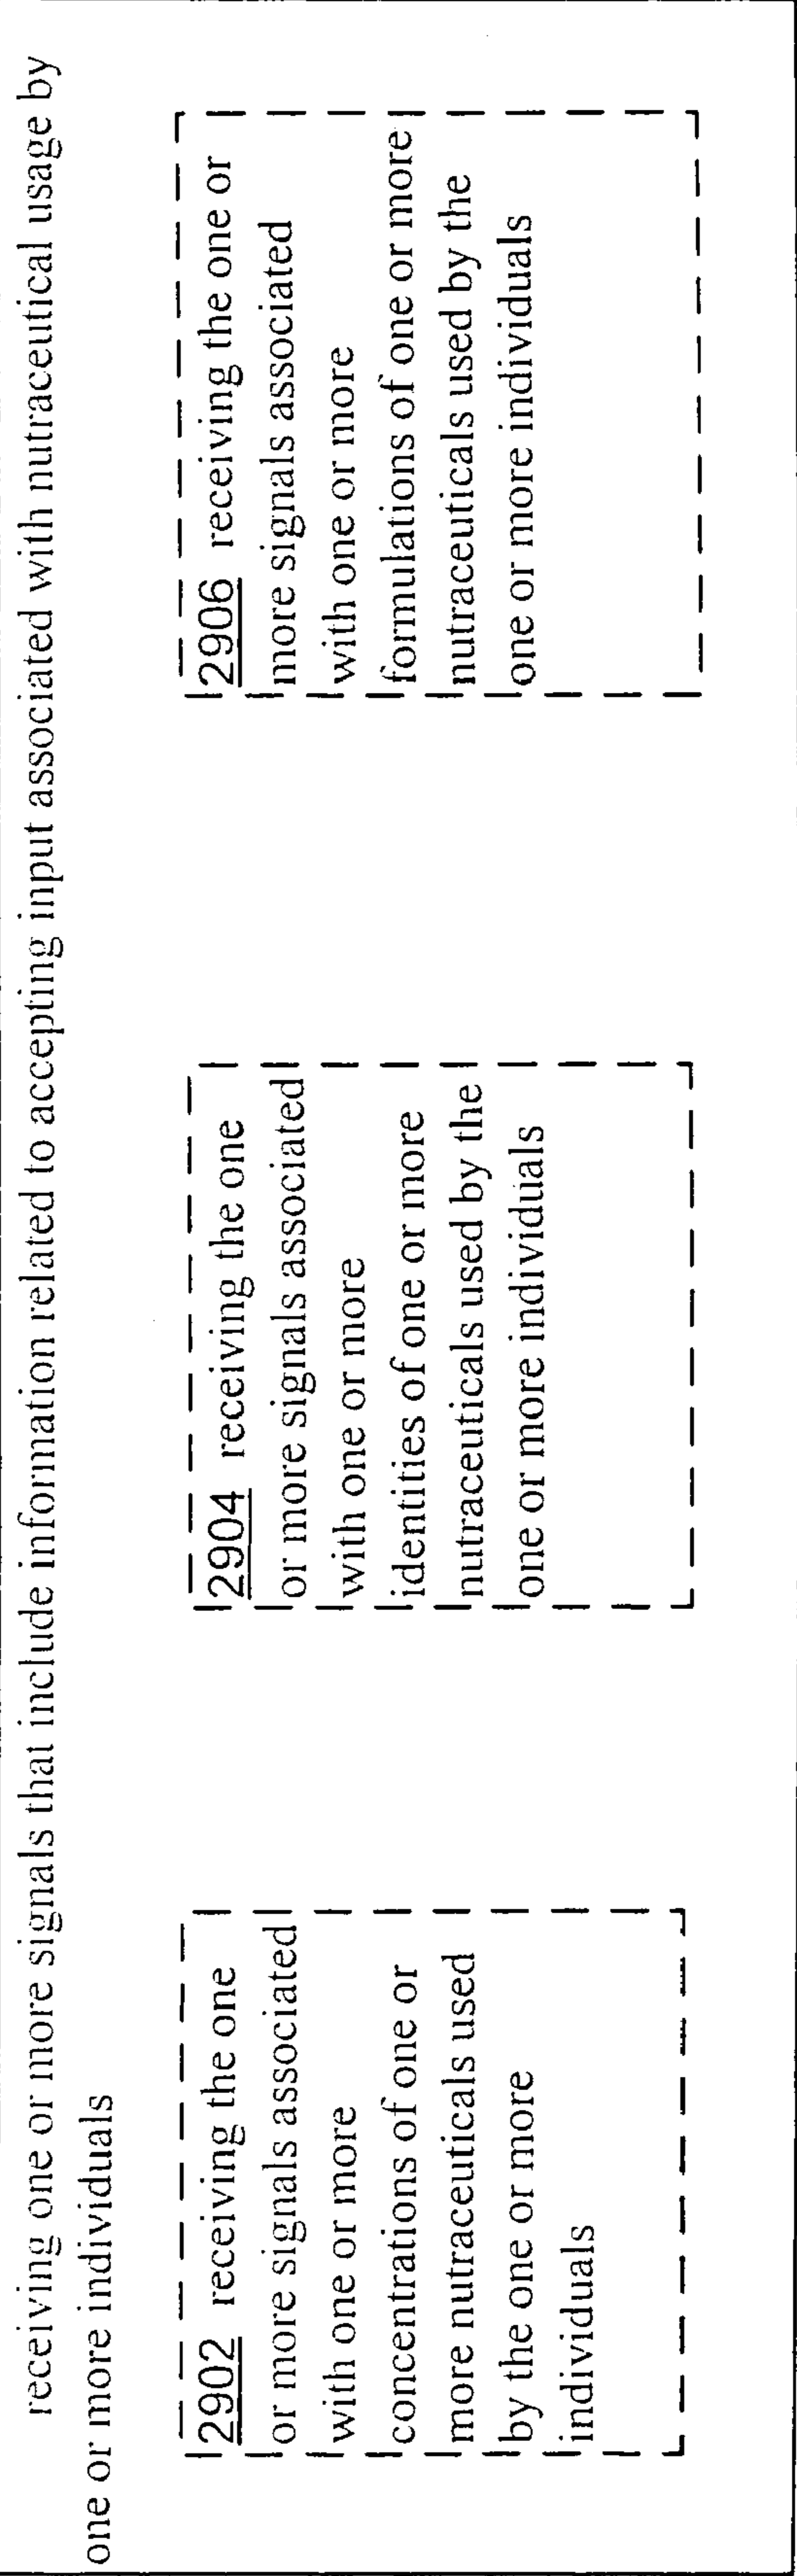 receiving one or more signals that include information related to accepting input associated with nutraceutical usage by
one or more individuals
2902 receiving the one
or more signals associated
with one or more
concentrations of one or
more nutraceuticals used
by the one or more
individuals
2904 receiving the one
or more signals associated
with one or more
identities of one or more
nutraceuticals used by the
one or more individuals
2906 receiving the one or
more signals associated
with one or more
formulations of one or more
nutraceuticals used by the
one or more individuals